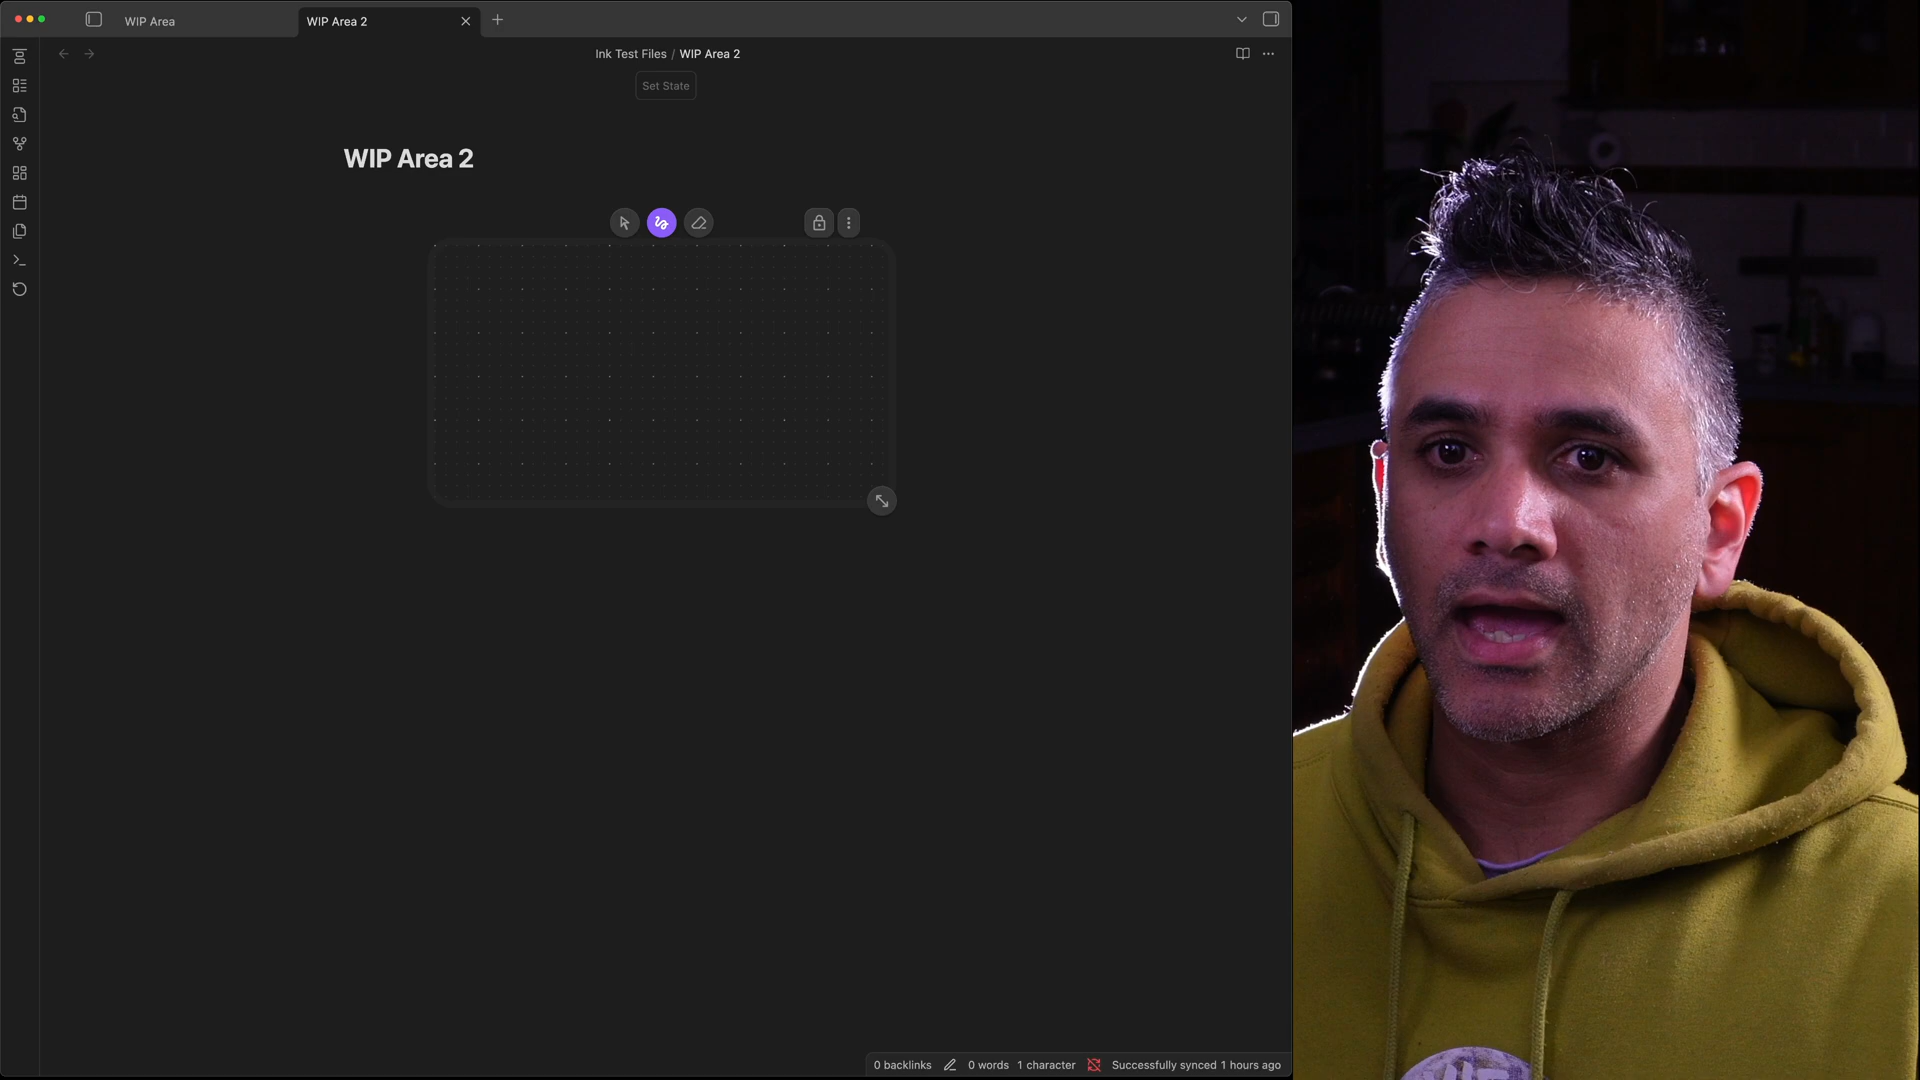 WIP Area
WIP Area 2
Ink Test Files / WIP Area 2
Set State
WIP Area 2
0 backlinks 0 words 1 character Successfully synced 1 hours ago